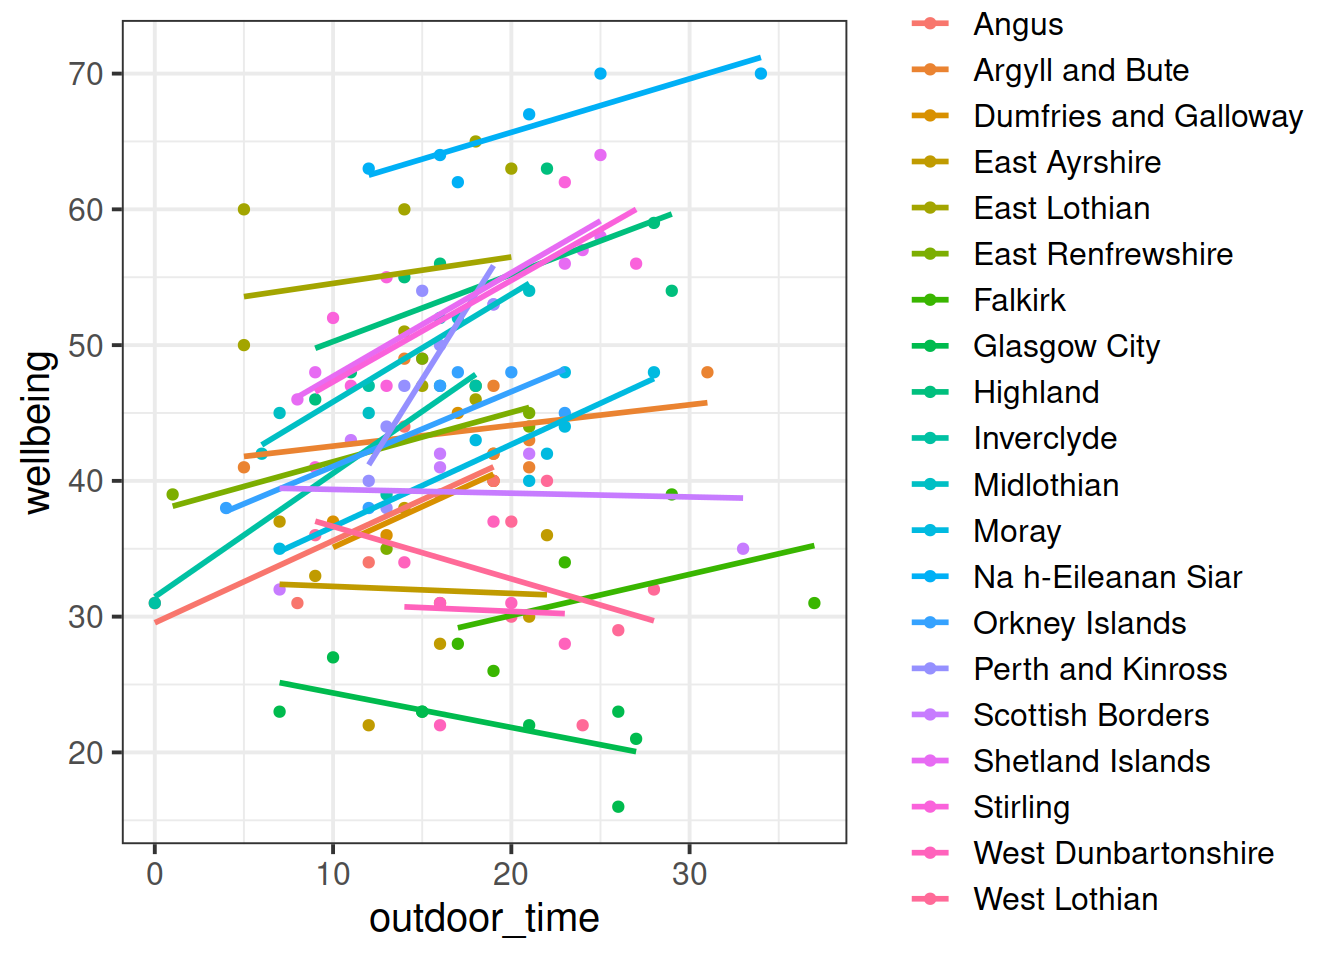 70
60
50
40
30
20
wellbeing
0 10 20 30
outdoor_time
Angus
Argyll and Bute
Dumfries and Galloway
East Ayrshire
East Lothian
East Renfrewshire
Falkirk
Glasgow City
Highland
Inverclyde
Midlothian
Moray
Na h-Eileanan Siar
Orkney Islands
Perth and Kinross
Scottish Borders
Shetland Islands
Stirling
West Dunbartonshire
West Lothian